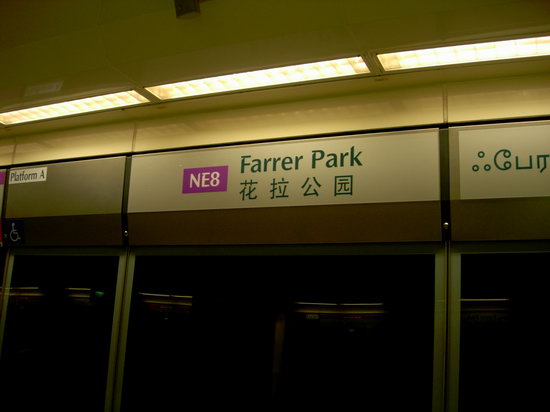 Platform A
NE8
Farrer Park
花拉公园